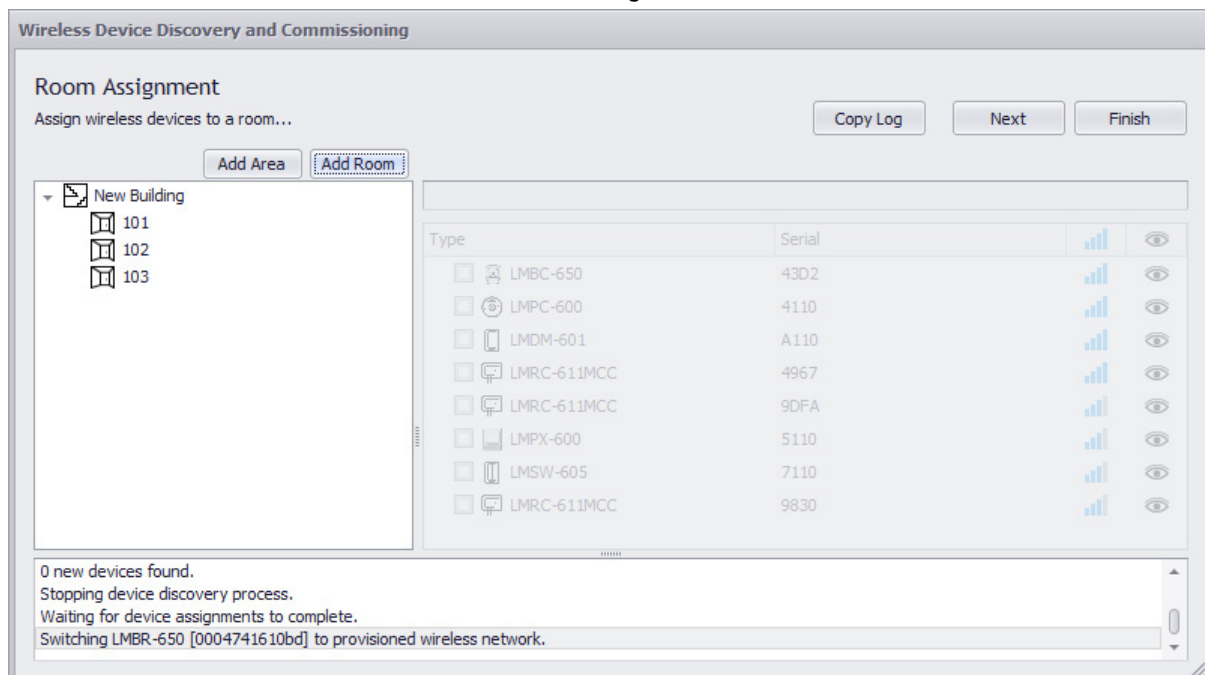 Wireless Device Discovery and Commissioning
Room Assignment
Assign wireless devices to a room...
Copy Log
Next
Finish
Add Area
Add Room
New Building
101
102
103
Type Serial
LMBC-650 43D2
LMPC-600 4110
LMDM-601 A110
LMRC-611MCC 4967
LMRC-611MCC 9DFA
LMPX-600 5110
LMSW-605 7110
LMRC-611MCC 9830
0 new devices found.
Stopping device discovery process.
Waiting for device assignments to complete.
Switching LMBR-650 [0004741610bd] to provisioned wireless network.